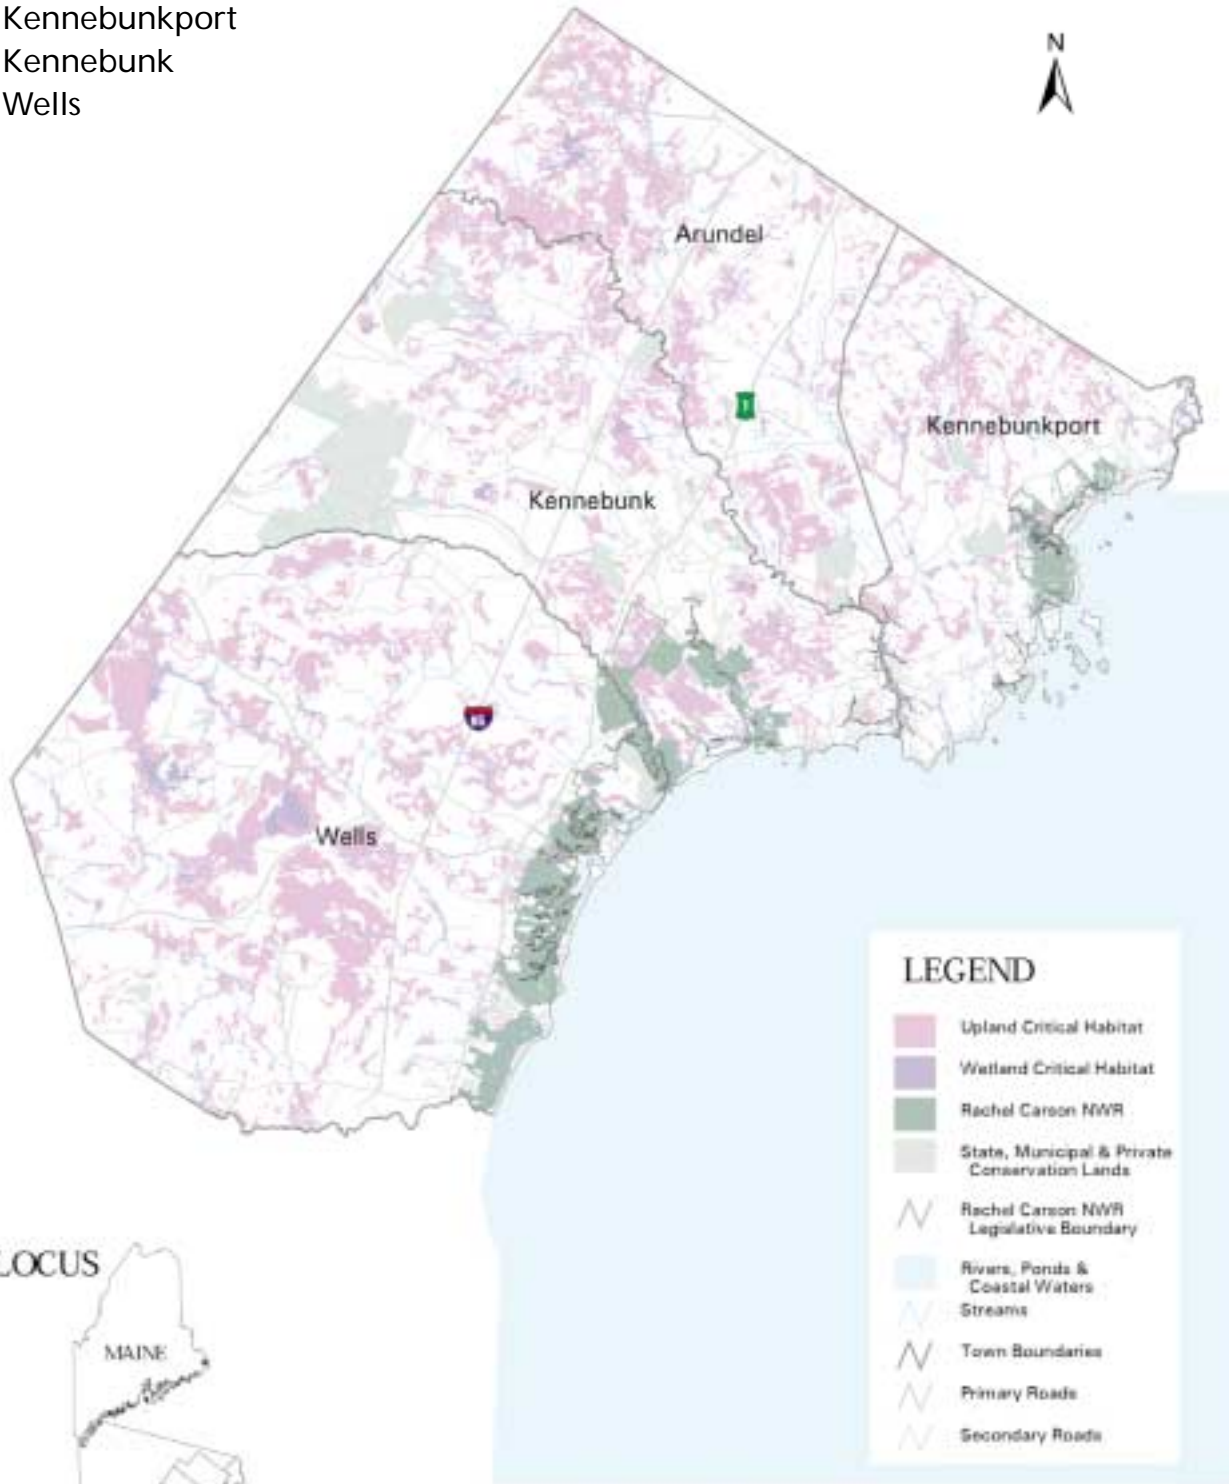 Kennebunkport
Kennebunk
Wells
N
Arundel
1
Kennebunkport
Kennebunk
95
Wells
LEGEND
Upland Critical Habitat
Wetland Critical Habitat
Rachel Carson NWR
State, Municipal & Private
Conservation Lands
Rachel Carson NWR
Legislative Boundary
Rivers, Ponds &
Coastal Waters
Streams
Town Boundaries
Primary Roads
Secondary Roads
LOCUS
MAINE